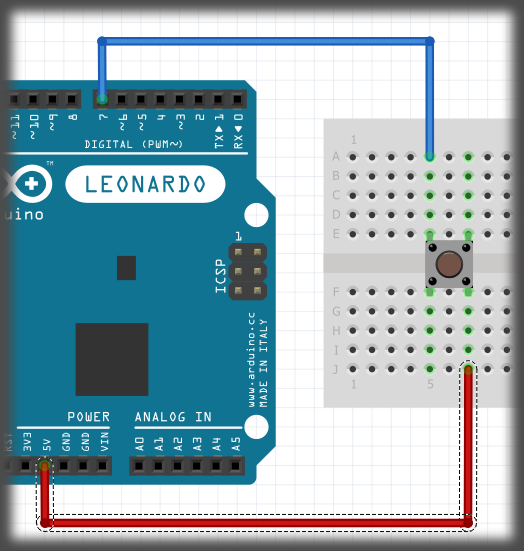 ~11 ~10 ~9 8 7 ~6 ~5 4 ~3 2 TX▶1 RX◀0
DIGITAL (PWM~)
TM
LEONARDO
uino
1
ICSP
www.arduino.cc
MADE IN ITALY
POWER
ANALOG IN
RST 3V3 5V GND GND VIN A0 A1 A2 A3 A4 A5
1
A
B
C
D
E
F
G
H
I
J
1 5